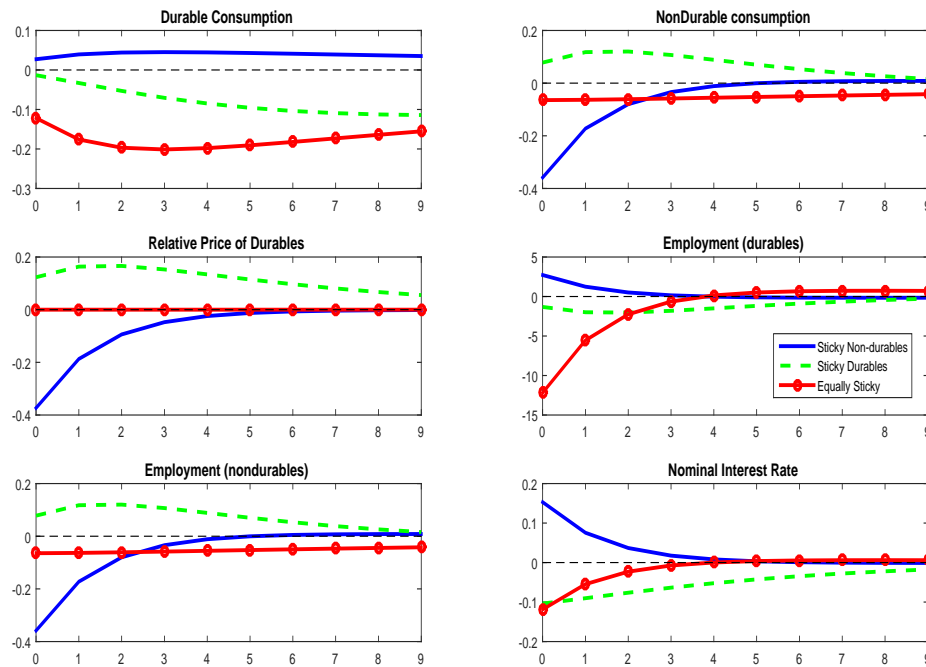 Durable Consumption
0.1
0
-0.1
-0.2
-0.3
0 1 2 3 4 5 6 7 8 9
NonDurable consumption
0.2
0
-0.2
-0.4
0 1 2 3 4 5 6 7 8 9
Relative Price of Durables
0.2
0
-0.2
-0.4
0 1 2 3 4 5 6 7 8 9
Employment (durables)
5
0
-5
-10
-15
0 1 2 3 4 5 6 7 8 9
Sticky Non-durables
Sticky Durables
Equally Sticky
Employment (nondurables)
0.2
0
-0.2
-0.4
0 1 2 3 4 5 6 7 8 9
Nominal Interest Rate
0.2
0.1
0
-0.1
-0.2
0 1 2 3 4 5 6 7 8 9